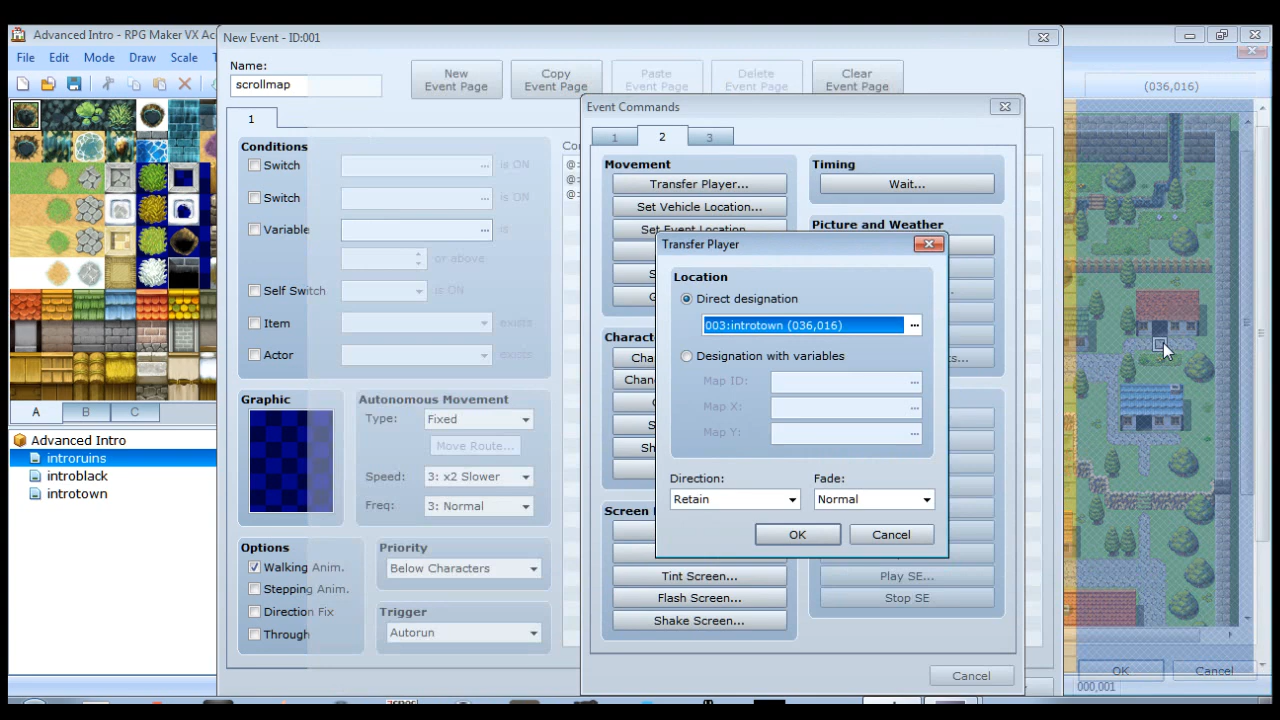 Advanced Intro - RPG Maker VX Ac
File Edit Mode Draw Scale
New Event - ID:001
Name:
scrollmap
New Event Page
Copy Event Page
Paste Event Page
Delete Event Page
Clear Event Page
1
Conditions
Switch ... is ON
Switch ... is ON
Variable ... is
or above
Self Switch is ON
Item exists
Actor exists
Graphic
Autonomous Movement
Type: Fixed
Move Route...
Speed: 3: x2 Slower
Freq: 3: Normal
Options
Walking Anim.
Stepping Anim.
Direction Fix
Through
Priority
Below Characters
Trigger
Autorun
A B C
Advanced Intro
introruins
introblack
introtown
Event Commands
1 2 3
Movement
Transfer Player...
Set Vehicle Location...
Set Event Location
Timing
Wait...
Picture and Weather
Tint Screen...
Flash Screen...
Shake Screen...
Play SE...
Stop SE
Cancel
Transfer Player
Location
Direct designation
003:introtown (036,016) ...
Designation with variables
Map ID: ...
Map X: ...
Map Y: ...
Direction: Fade:
Retain Normal
OK Cancel
(036,016)
OK Cancel
000,001